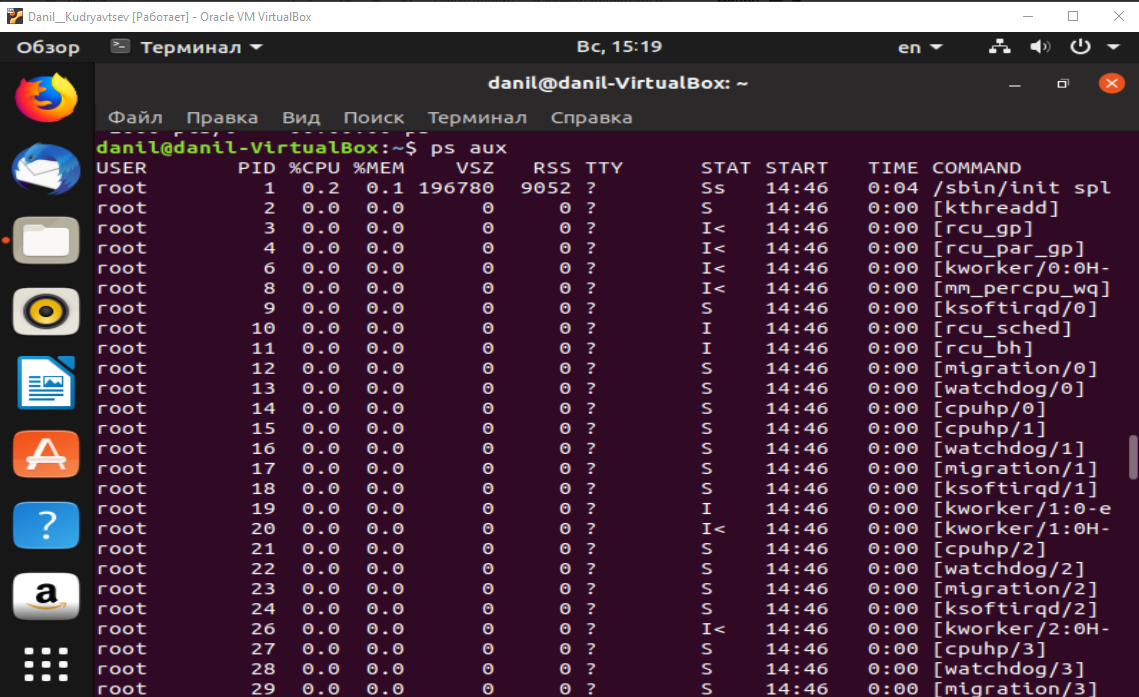 Danil__Kudryavtsev [Работает] - Oracle VM VirtualBox
Обзор Терминал Вс, 15:19 en
danil@danil-VirtualBox: ~
Файл Правка Вид Поиск Терминал Справка
danil@danil-VirtualBox:~$ ps aux
USER PID %CPU %MEM VSZ RSS TTY STAT START TIME COMMAND
root 1 0.2 0.1 196780 9052 ? Ss 14:46 0:04 /sbin/init spl
root 2 0.0 0.0 0 0 ? S 14:46 0:00 [kthreadd]
root 3 0.0 0.0 0 0 ? I< 14:46 0:00 [rcu_gp]
root 4 0.0 0.0 0 0 ? I< 14:46 0:00 [rcu_par_gp]
root 6 0.0 0.0 0 0 ? I< 14:46 0:00 [kworker/0:0H-
root 8 0.0 0.0 0 0 ? I< 14:46 0:00 [mm_percpu_wq]
root 9 0.0 0.0 0 0 ? S 14:46 0:00 [ksoftirqd/0]
root 10 0.0 0.0 0 0 ? I 14:46 0:00 [rcu_sched]
root 11 0.0 0.0 0 0 ? I 14:46 0:00 [rcu_bh]
root 12 0.0 0.0 0 0 ? S 14:46 0:00 [migration/0]
root 13 0.0 0.0 0 0 ? S 14:46 0:00 [watchdog/0]
root 14 0.0 0.0 0 0 ? S 14:46 0:00 [cpuhp/0]
root 15 0.0 0.0 0 0 ? S 14:46 0:00 [cpuhp/1]
root 16 0.0 0.0 0 0 ? S 14:46 0:00 [watchdog/1]
root 17 0.0 0.0 0 0 ? S 14:46 0:00 [migration/1]
root 18 0.0 0.0 0 0 ? S 14:46 0:00 [ksoftirqd/1]
root 19 0.0 0.0 0 0 ? I 14:46 0:00 [kworker/1:0-e
root 20 0.0 0.0 0 0 ? I< 14:46 0:00 [kworker/1:0H-
root 21 0.0 0.0 0 0 ? S 14:46 0:00 [cpuhp/2]
root 22 0.0 0.0 0 0 ? S 14:46 0:00 [watchdog/2]
root 23 0.0 0.0 0 0 ? S 14:46 0:00 [migration/2]
root 24 0.0 0.0 0 0 ? S 14:46 0:00 [ksoftirqd/2]
root 26 0.0 0.0 0 0 ? I< 14:46 0:00 [kworker/2:0H-
root 27 0.0 0.0 0 0 ? S 14:46 0:00 [cpuhp/3]
root 28 0.0 0.0 0 0 ? S 14:46 0:00 [watchdog/3]
root 29 0.0 0.0 0 0 ? S 14:46 0:00 [migration/3]